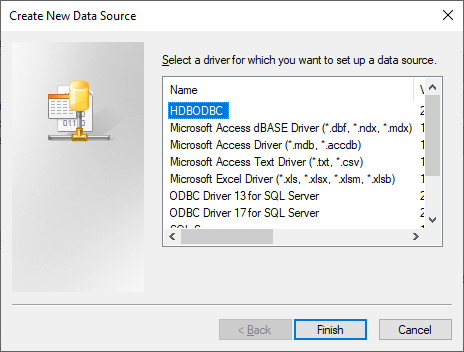 Create New Data Source
Select a driver for which you want to set up a data source.
Name
HDBODBC 2
Microsoft Access dBASE Driver (*.dbf, *.ndx, *.mdx) 1
Microsoft Access Driver (*.mdb, *.accdb) 1
Microsoft Access Text Driver (*.txt, *.csv) 1
Microsoft Excel Driver (*.xls, *.xlsx, *.xlsm, *.xlsb) 1
ODBC Driver 13 for SQL Server 2
ODBC Driver 17 for SQL Server 2
< Back
Finish
Cancel